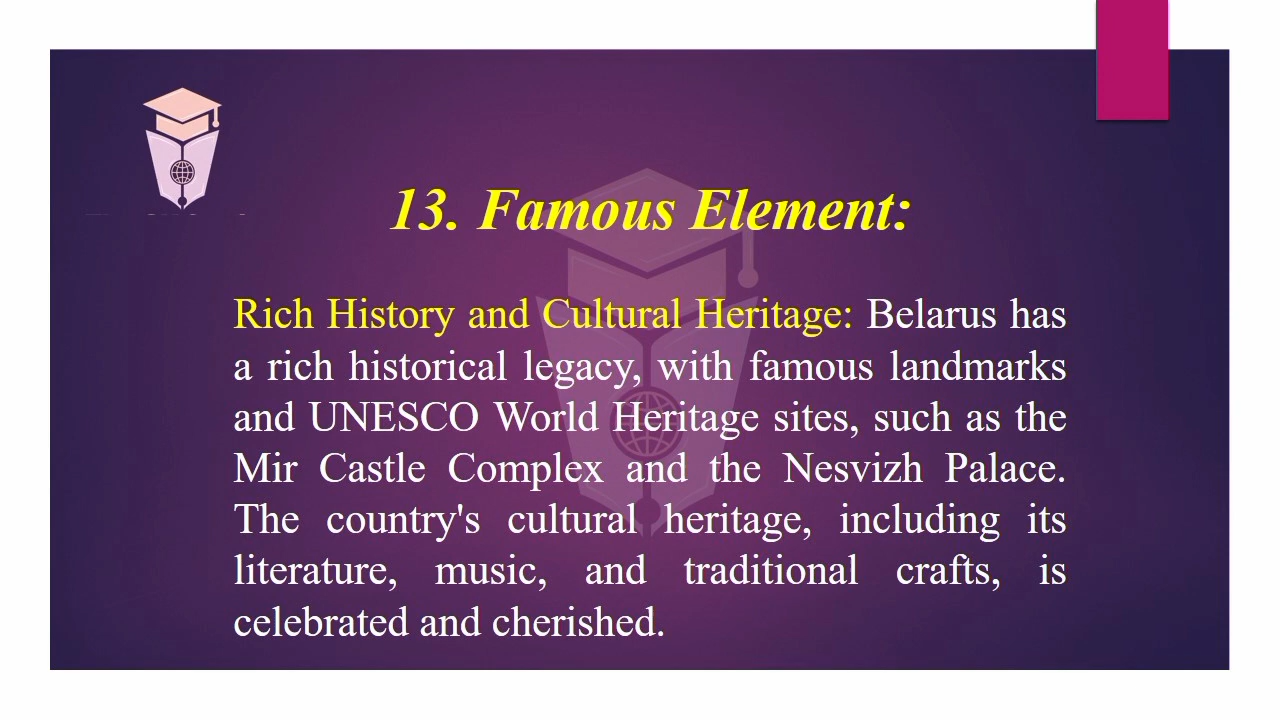 13. Famous Element:
Rich History and Cultural Heritage: Belarus has
a rich historical legacy, with famous landmarks
and UNESCO World Heritage sites, such as the
Mir Castle Complex and the Nesvizh Palace.
The country's cultural heritage, including its
literature, music, and traditional crafts, is
celebrated and cherished.